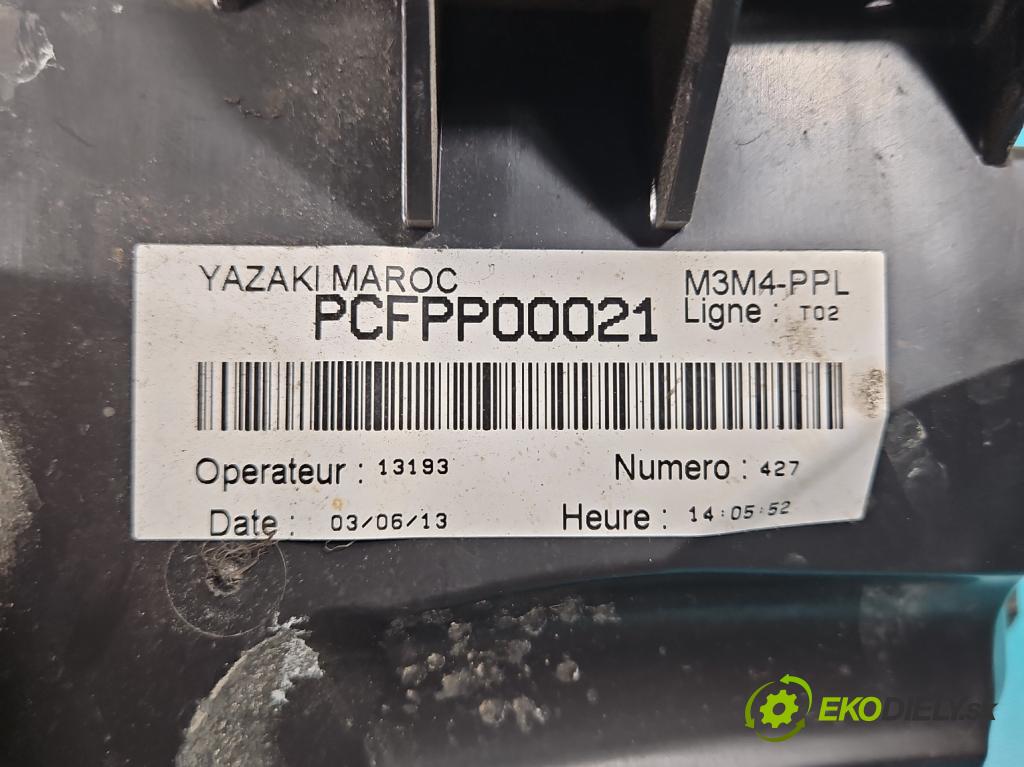 YAZAKI MAROC
M3M4-PPL
PCFPP00021
Ligne : T02
Operateur : 13193
Numero : 427
Date : 03/06/13
Heure : 14:05:52
EKODIELY.sk